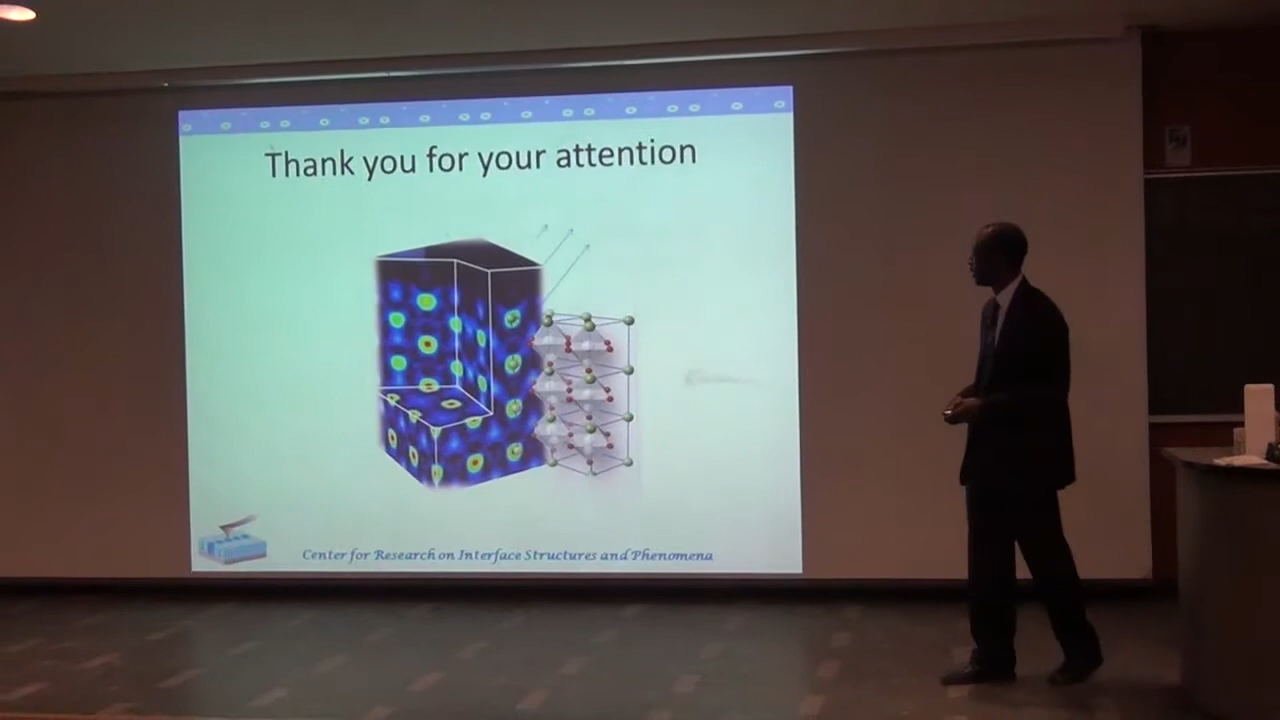 Thank you for your attention
Center for Research on Interface Structures and Phenomena